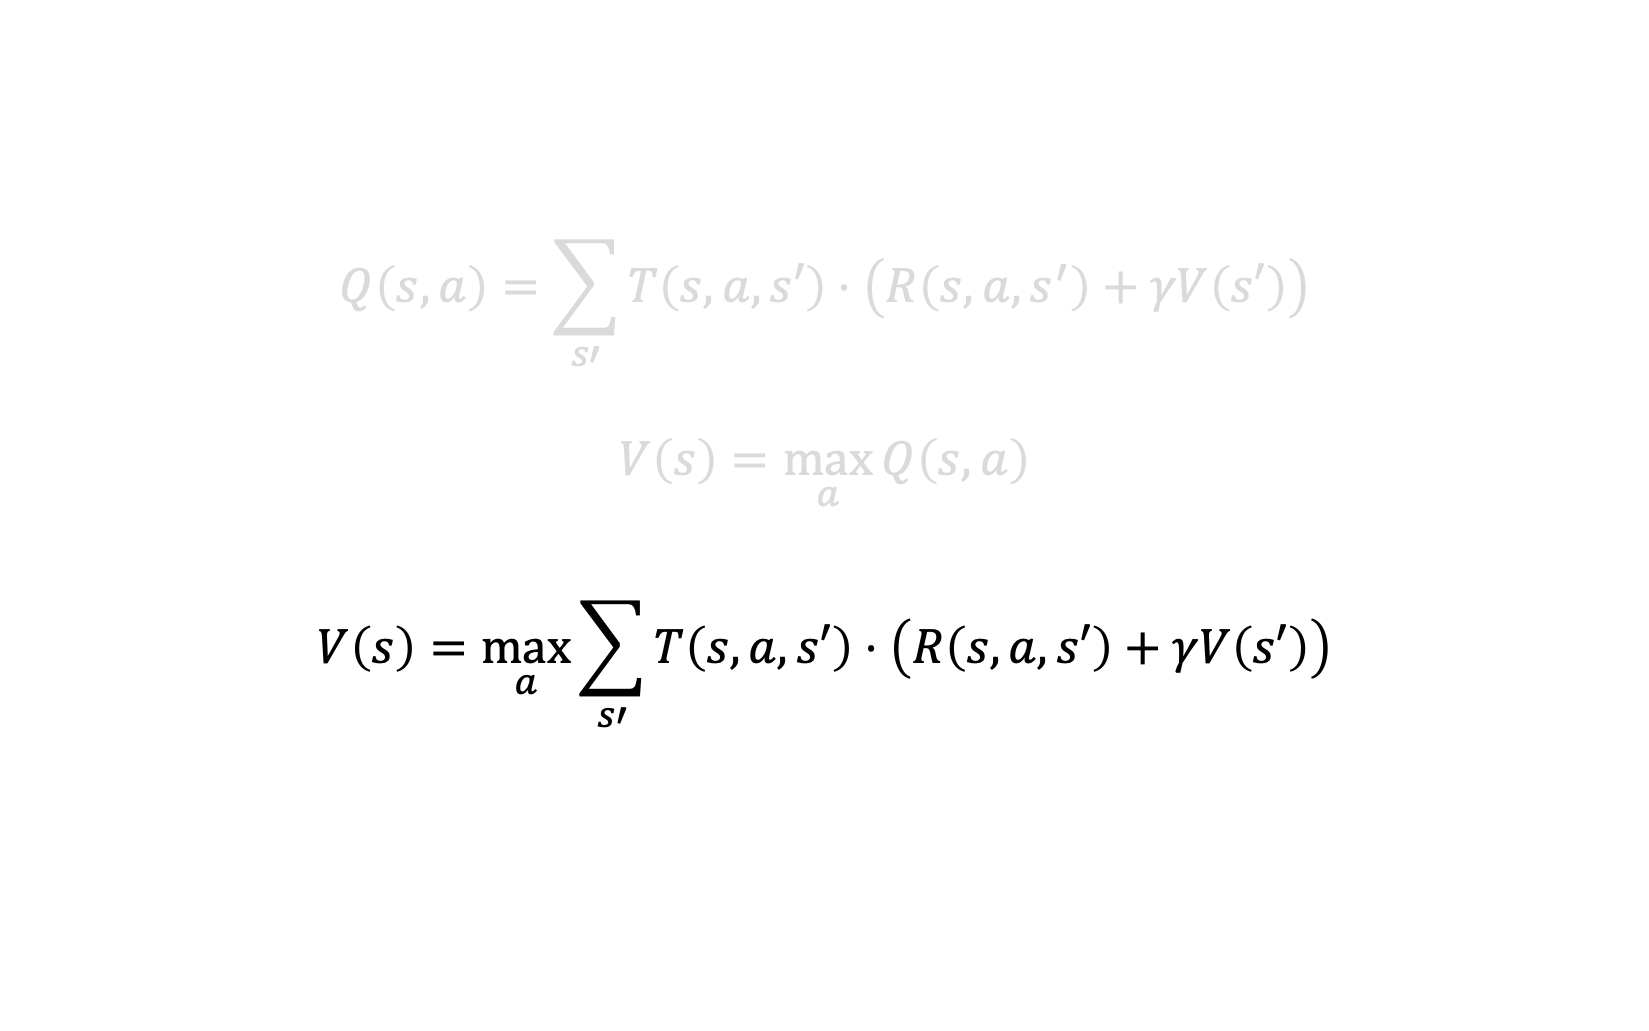 Q(s, a) = ∑_{s′} T(s, a, s′) · (R(s, a, s′) + γV(s′))
V(s) = max_a Q(s, a)
V(s) = max_a ∑_{s′} T(s, a, s′) · (R(s, a, s′) + γV(s′))